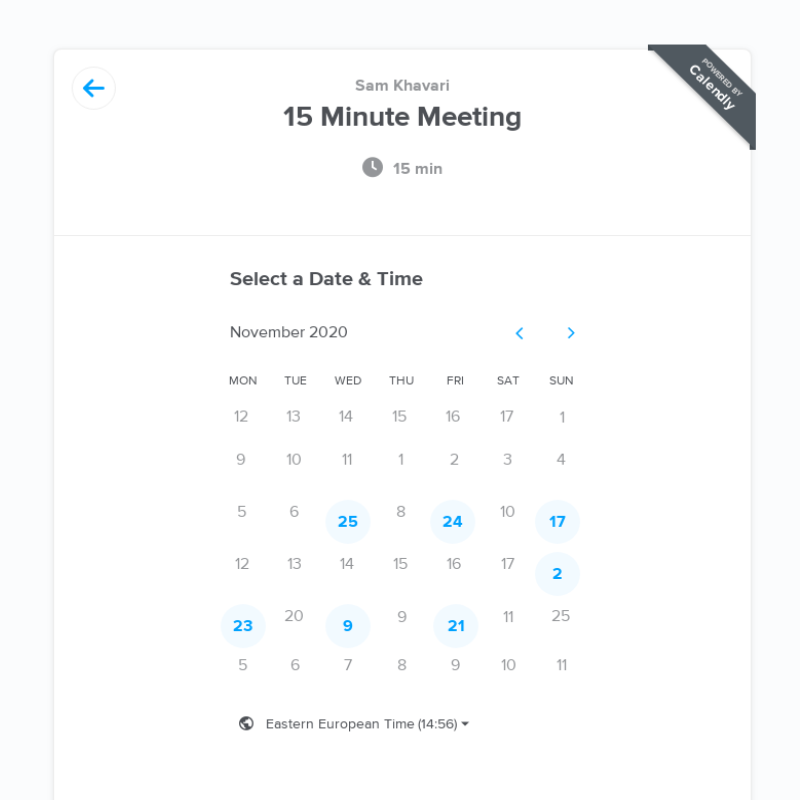 POWERED BY
Calendly
Sam Khavari
15 Minute Meeting
15 min
Select a Date & Time
November 2020
MON TUE WED THU FRI SAT SUN
12 13 14 15 16 17 1
9 10 11 1 2 3 4
5 6 25 8 24 10 17
12 13 14 15 16 17 2
23 20 9 9 21 11 25
5 6 7 8 9 10 11
Eastern European Time (14:56)